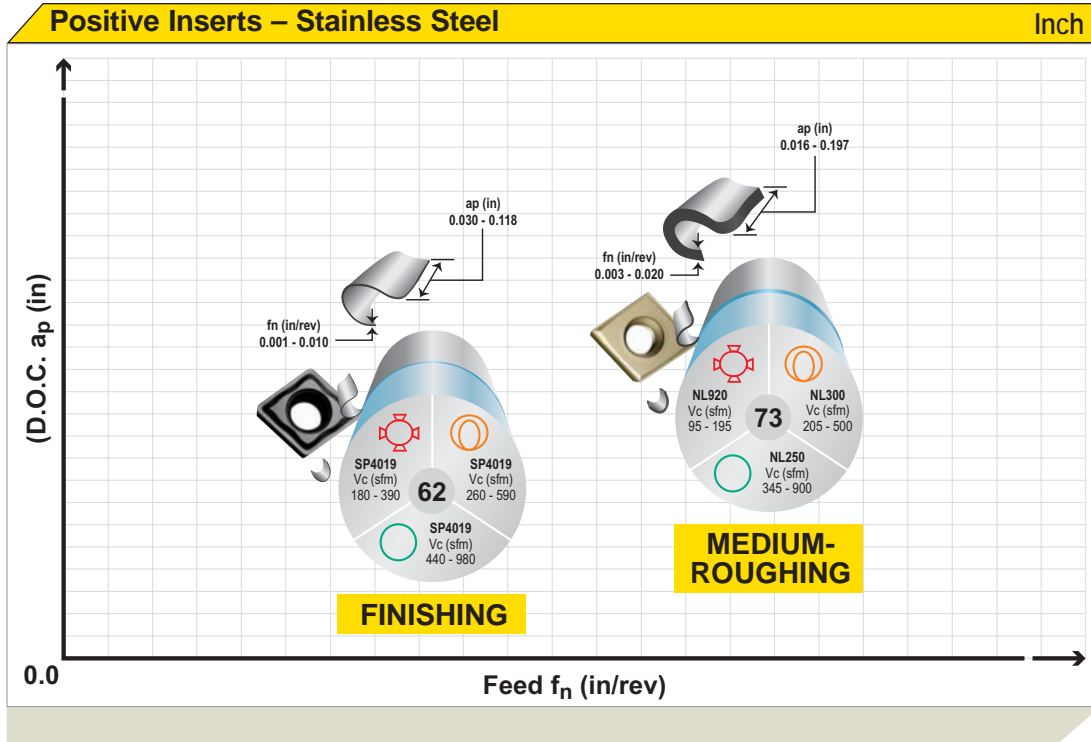 Positive Inserts – Stainless Steel
Inch
(D.O.C. ap (in)
ap (in)
0.030 - 0.118
fn (in/rev)
0.001 - 0.010
SP4019
Vc (sfm)
180 - 390
SP4019
Vc (sfm)
260 - 590
62
SP4019
Vc (sfm)
440 - 980
FINISHING
ap (in)
0.016 - 0.197
fn (in/rev)
0.003 - 0.020
NL920
Vc (sfm)
95 - 195
NL300
Vc (sfm)
205 - 500
73
NL250
Vc (sfm)
345 - 900
MEDIUM-
ROUGHING
0.0
Feed fn (in/rev)